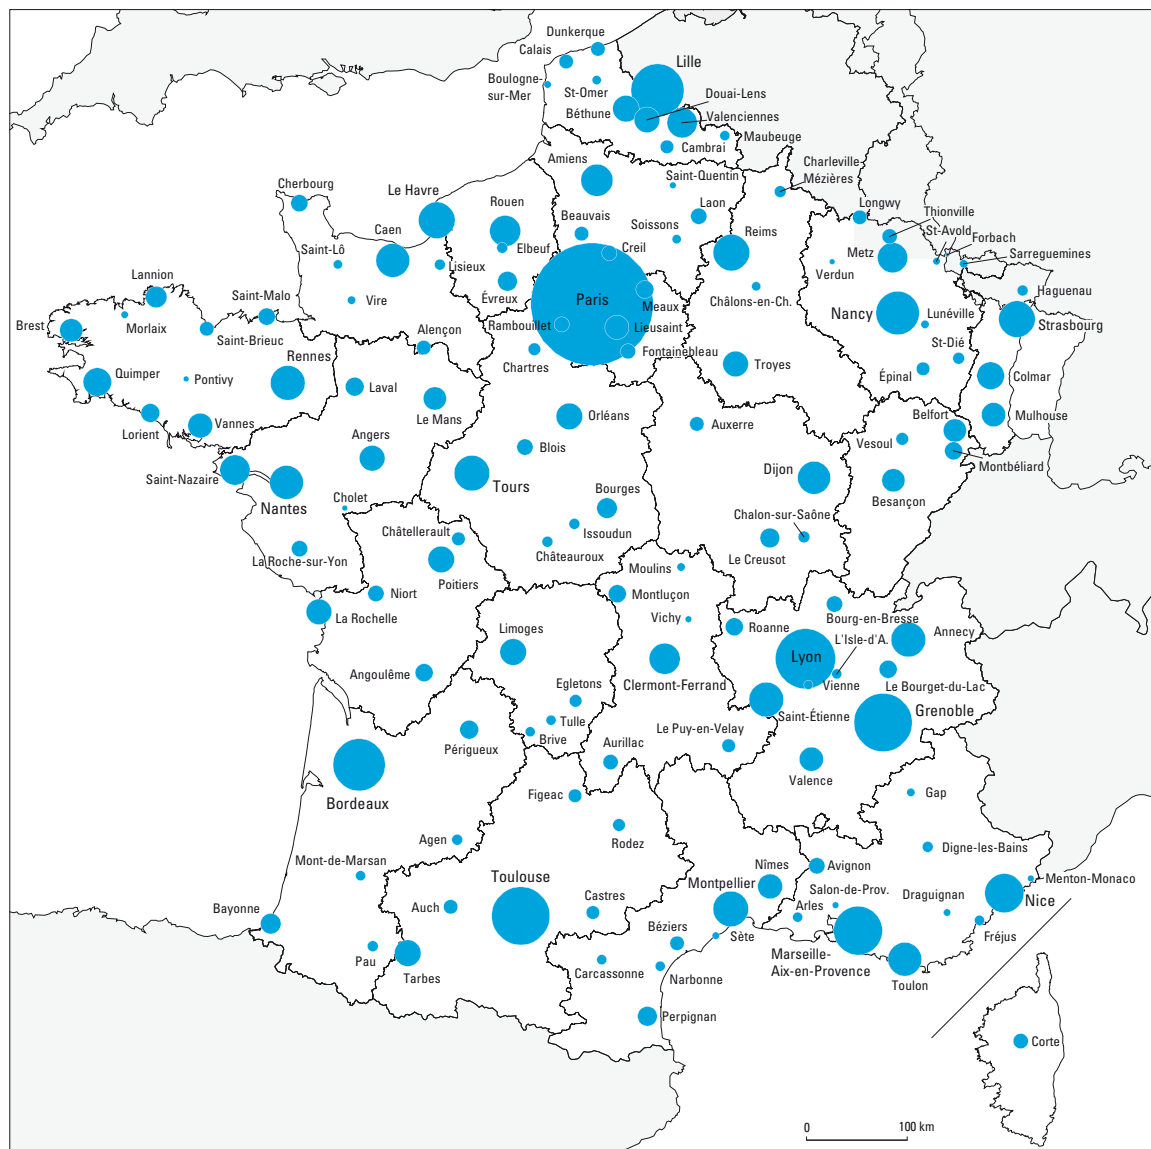 Dunkerque
Calais
Lille
Boulogne-
sur-Mer
St-Omer
Douai-Lens
Béthune
Valenciennes
Maubeuge
Cambrai
Amiens
Saint-Quentin
Charleville-
Mézières
Cherbourg
Le Havre
Rouen
Laon
Longwy
Thionville
Beauvais
Soissons
St-Avold
Forbach
Caen
Elbeuf
Creil
Reims
Metz
Sarreguemines
Saint-Lô
Lisieux
Verdun
Haguenau
Lannion
Saint-Malo
Vire
Évreux
Paris
Meaux
Châlons-en-Ch.
Nancy
Lunéville
Strasbourg
Brest
Morlaix
Saint-Brieuc
Alençon
Rambouillet
Lieusaint
St-Dié
Rennes
Chartres
Fontainebleau
Troyes
Épinal
Colmar
Quimper
Pontivy
Laval
Le Mans
Orléans
Auxerre
Belfort
Mulhouse
Lorient
Vannes
Angers
Blois
Vesoul
Montbéliard
Saint-Nazaire
Nantes
Tours
Dijon
Besançon
Cholet
Bourges
Chalon-sur-Saône
Issoudun
Châtellerault
Châteauroux
Le Creusot
La Roche-sur-Yon
Poitiers
Moulins
Niort
Montluçon
La Rochelle
Vichy
Roanne
Bourg-en-Bresse
Limoges
Annecy
L'Isle-d'A.
Lyon
Angoulême
Clermont-Ferrand
Vienne
Le Bourget-du-Lac
Egletons
Saint-Étienne
Grenoble
Tulle
Brive
Le Puy-en-Velay
Périgueux
Aurillac
Valence
Bordeaux
Figeac
Gap
Agen
Rodez
Digne-les-Bains
Mont-de-Marsan
Nîmes
Avignon
Toulouse
Montpellier
Salon-de-Prov.
Menton-Monaco
Castres
Draguignan
Nice
Bayonne
Auch
Arles
Béziers
Sète
Fréjus
Pau
Tarbes
Carcassonne
Narbonne
Marseille-
Aix-en-Provence
Toulon
Perpignan
Corte
0
100 km